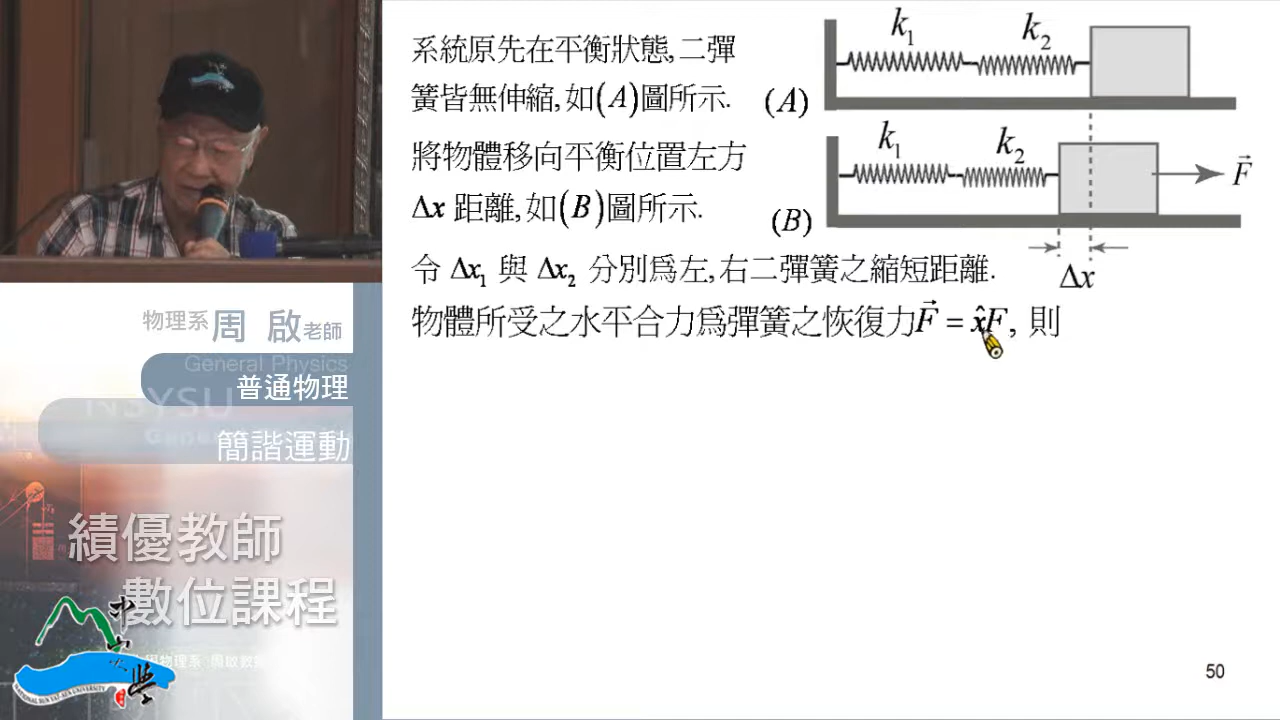 系統原先在平衡狀態,二彈
簧皆無伸縮,如(A)圖所示.
(A)
k₁
k₂
將物體移向平衡位置左方
Δx 距離,如(B)圖所示.
(B)
k₁
k₂
F⃗
Δx
令 Δx₁ 與 Δx₂ 分別為左,右二彈簧之縮短距離.
物體所受之水平合力為彈簧之恢復力F⃗ = x̂F, 則
物理系周 啟老師
General Physics
普通物理
NSYSU
簡諧運動
績優教師
數位課程
NATIONAL SUN YAT-SEN UNIVERSITY
50